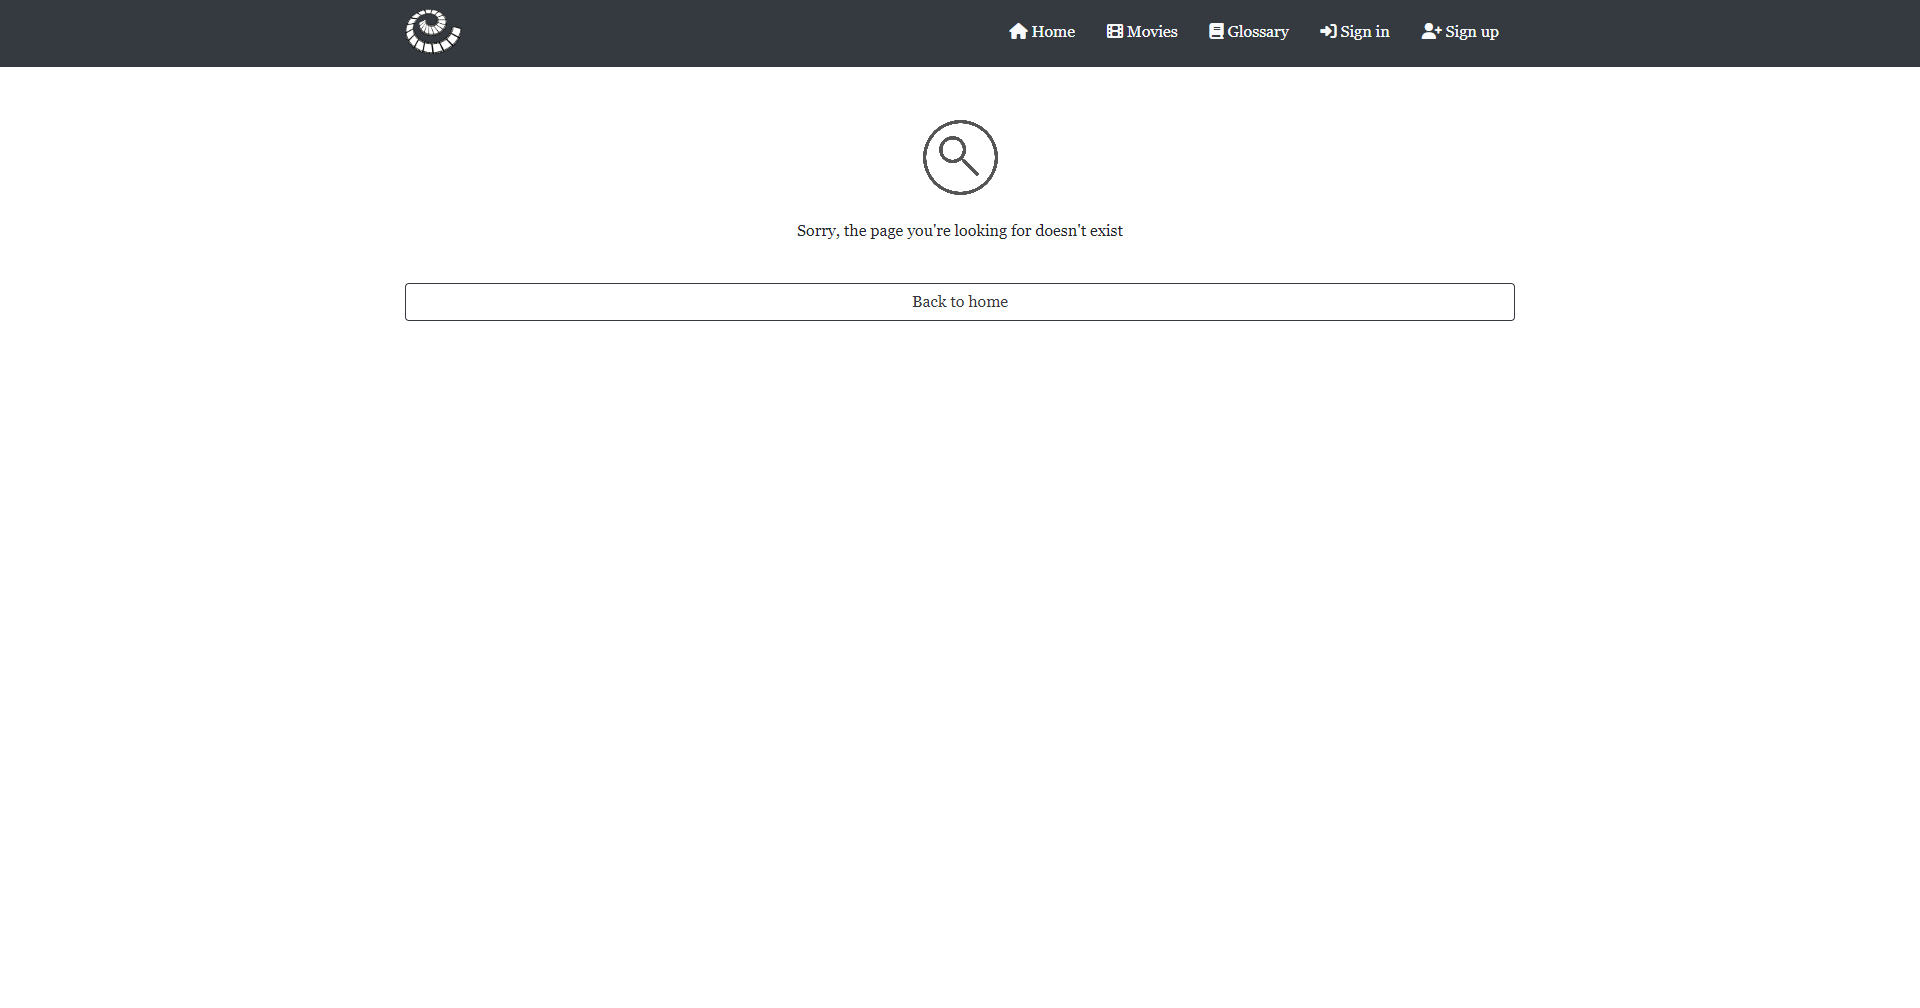 Home Movies Glossary Sign in Sign up
Sorry, the page you're looking for doesn't exist
Back to home